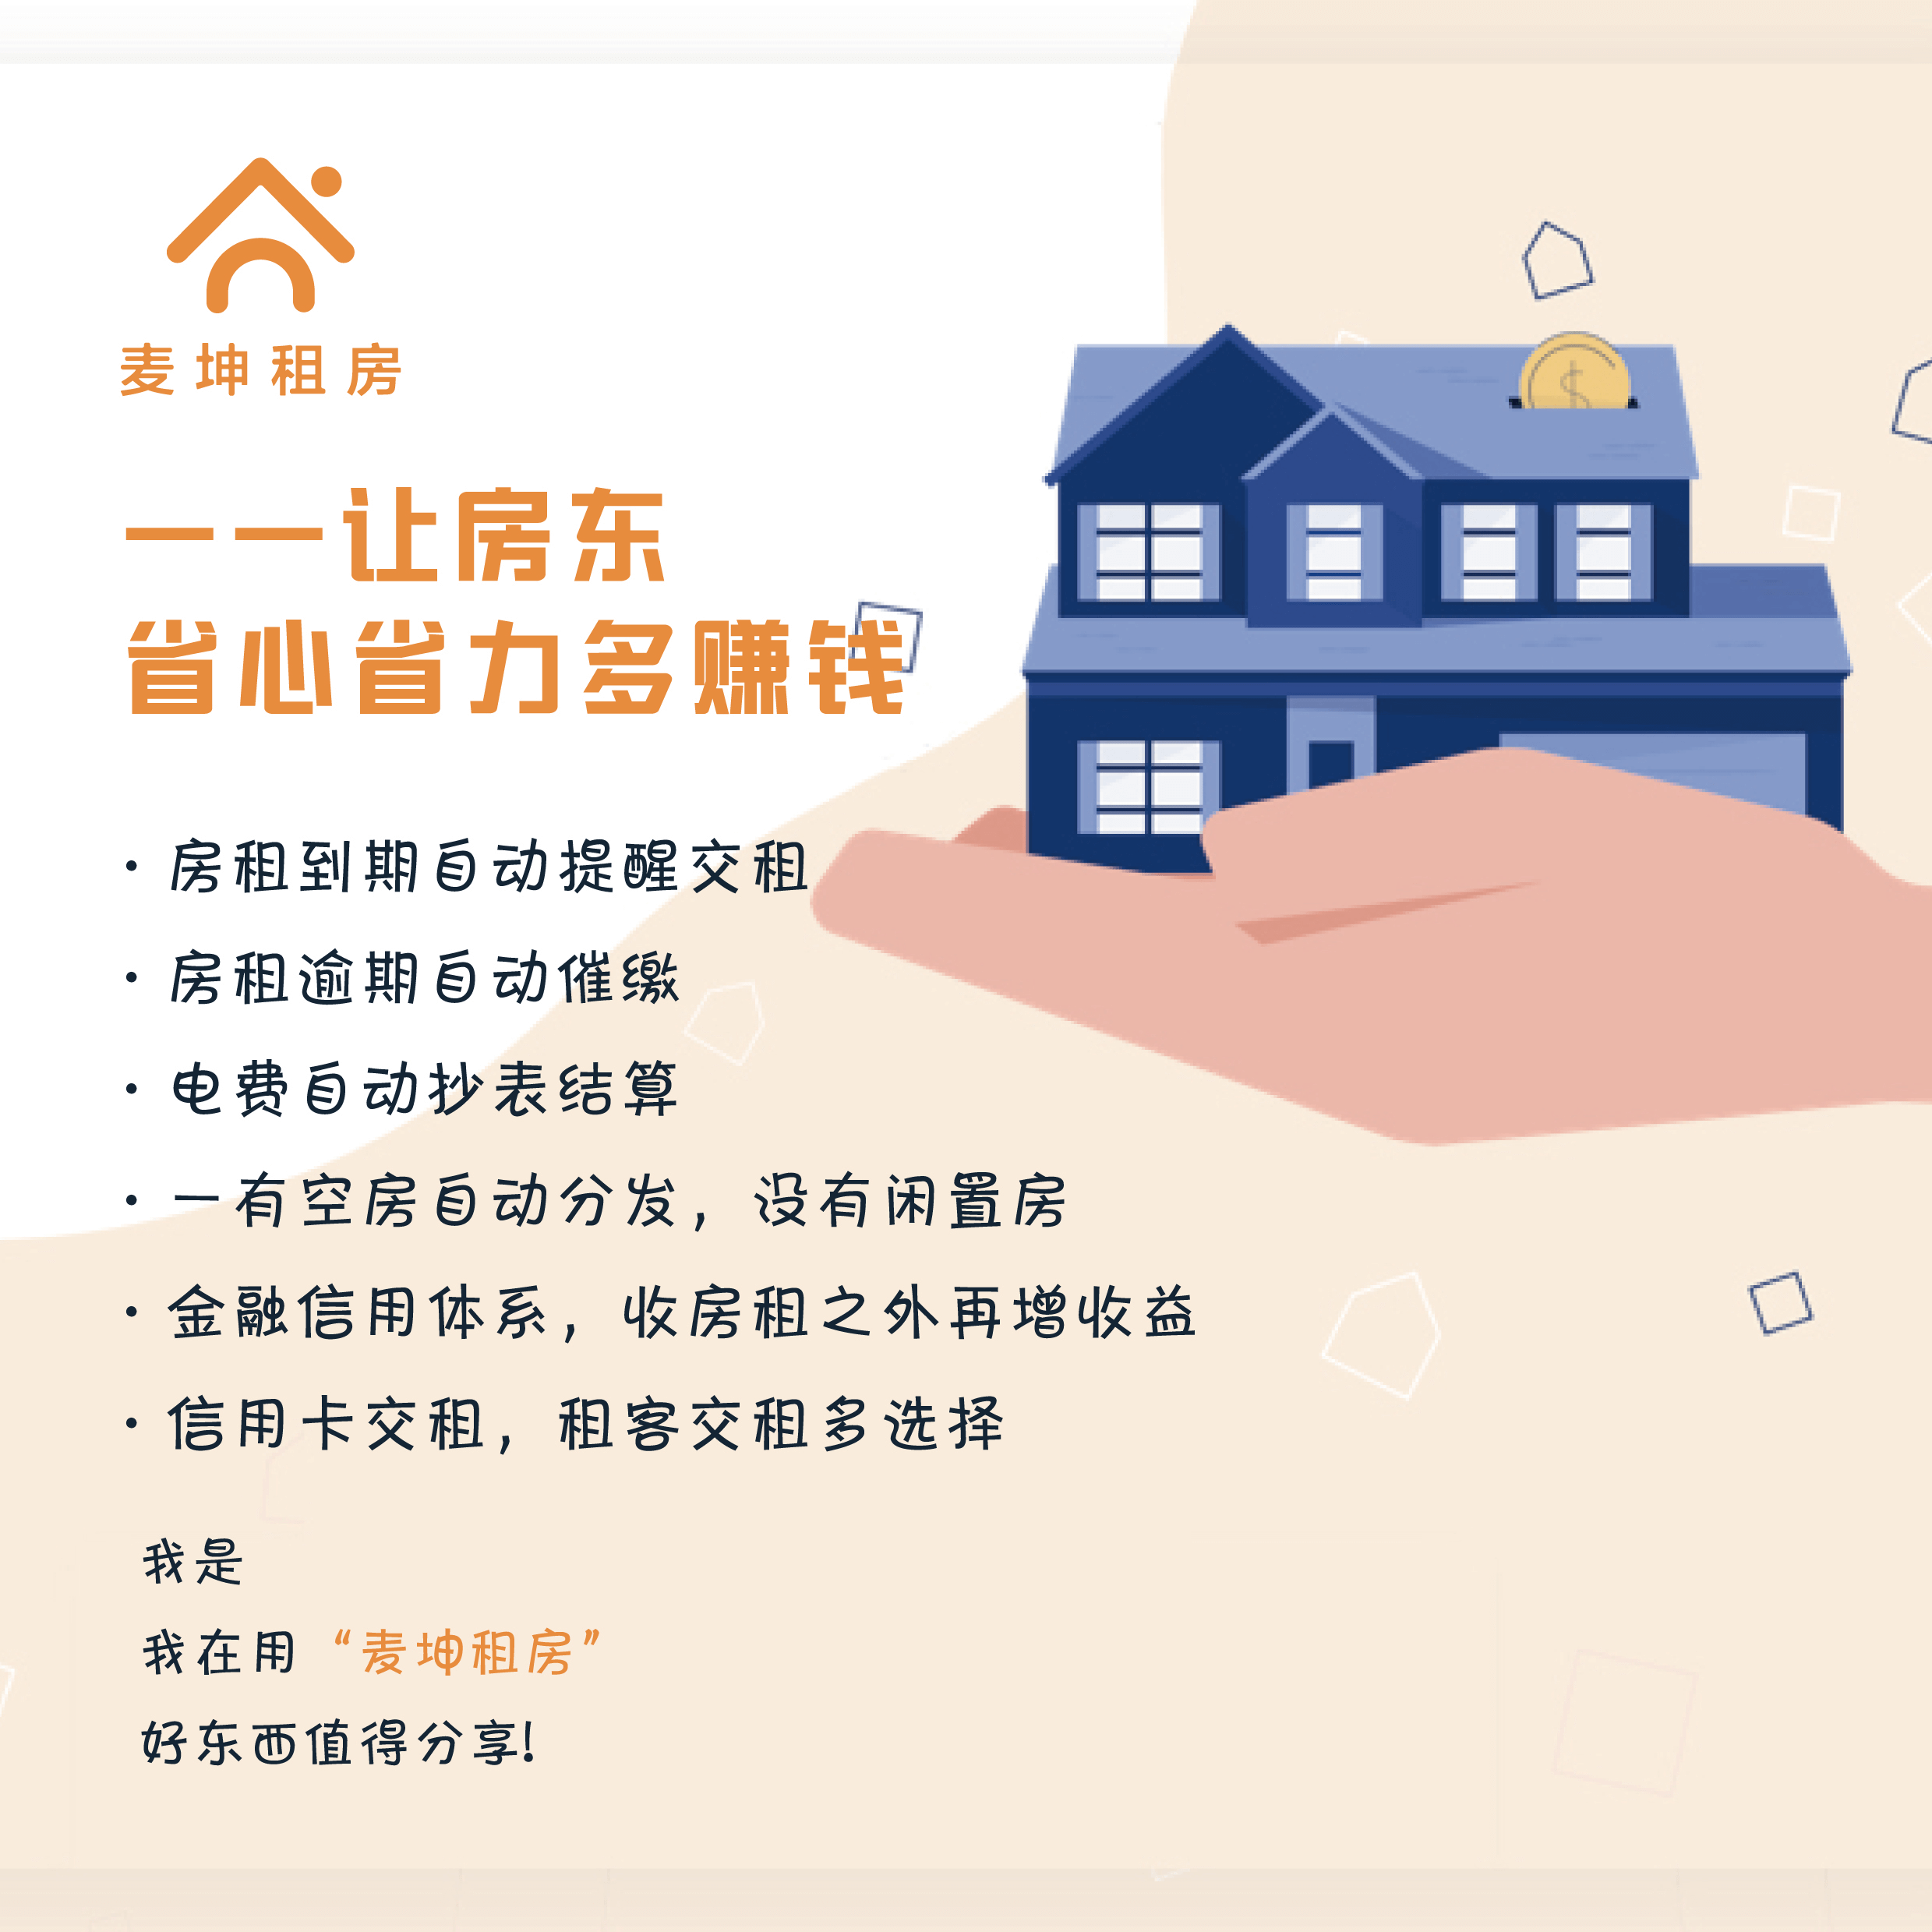 麦坤租房
——让房东
省心省力多赚钱
· 房租到期自动提醒交租
· 房租逾期自动催缴
· 电费自动抄表结算
· 一有空房自动分发，没有闲置房
· 金融信用体系，收房租之外再增收益
· 信用卡交租，租客交租多选择
我是
我在用“麦坤租房”
好东西值得分享!